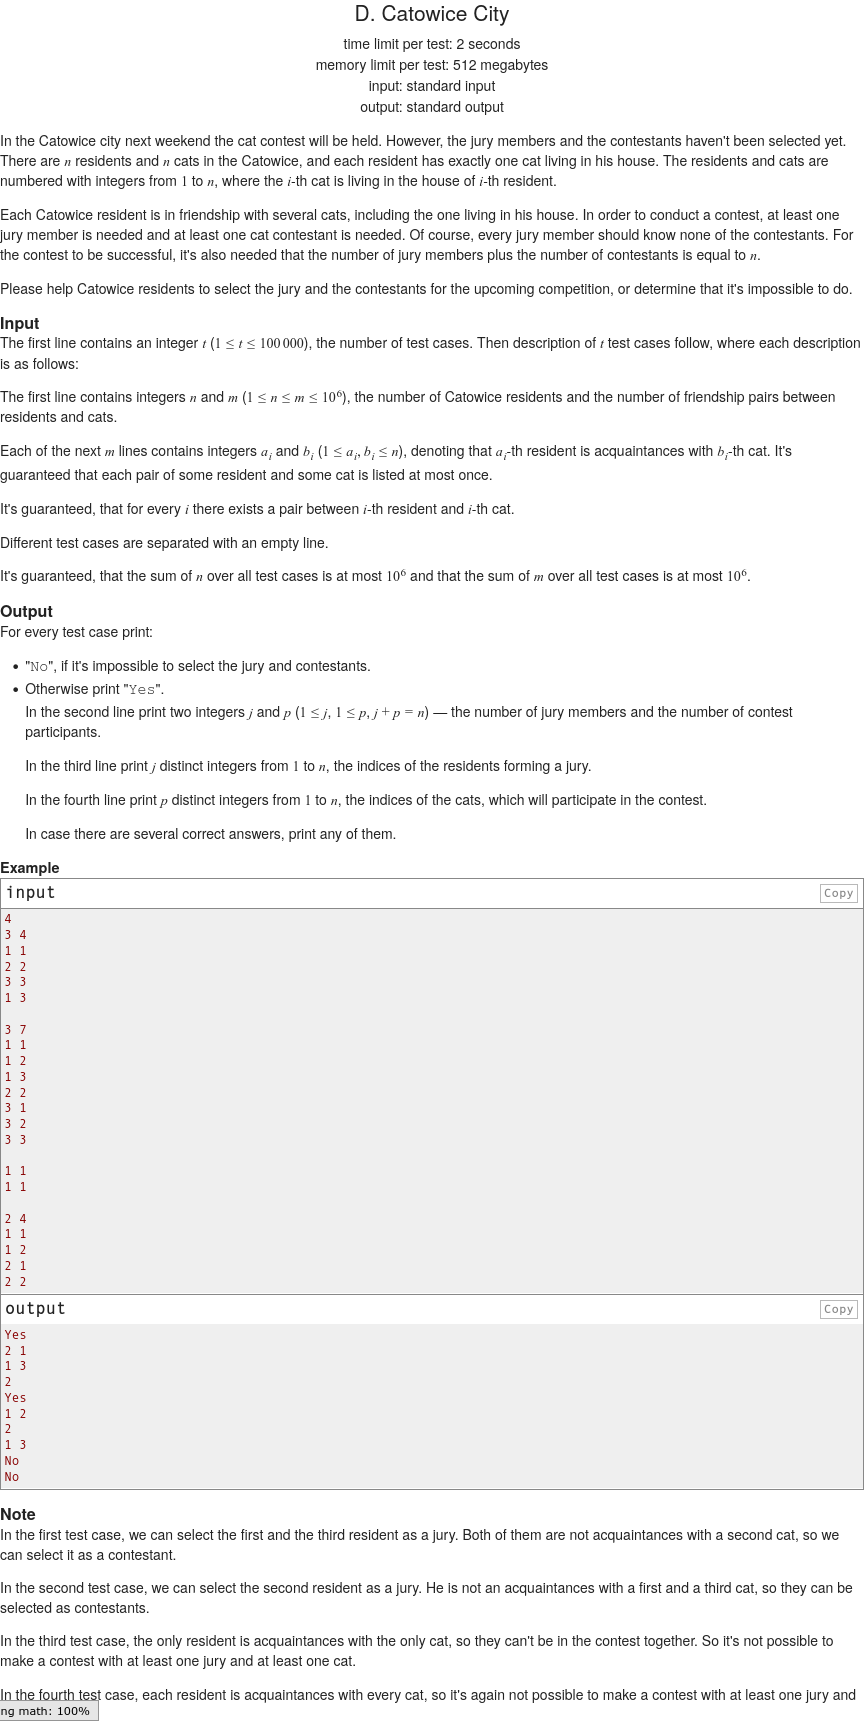 D. Catowice City
time limit per test: 2 seconds
memory limit per test: 512 megabytes
input: standard input
output: standard output
In the Catowice city next weekend the cat contest will be held. However, the jury members and the contestants haven't been selected yet.
There are n residents and n cats in the Catowice, and each resident has exactly one cat living in his house. The residents and cats are
numbered with integers from 1 to n, where the i-th cat is living in the house of i-th resident.
Each Catowice resident is in friendship with several cats, including the one living in his house. In order to conduct a contest, at least one
jury member is needed and at least one cat contestant is needed. Of course, every jury member should know none of the contestants. For
the contest to be successful, it's also needed that the number of jury members plus the number of contestants is equal to n.
Please help Catowice residents to select the jury and the contestants for the upcoming competition, or determine that it's impossible to do.
Input
The first line contains an integer t (1 ≤ t ≤ 100 000), the number of test cases. Then description of t test cases follow, where each description
is as follows:
The first line contains integers n and m (1 ≤ n ≤ m ≤ 10⁶), the number of Catowice residents and the number of friendship pairs between
residents and cats.
Each of the next m lines contains integers aᵢ and bᵢ (1 ≤ aᵢ, bᵢ ≤ n), denoting that aᵢ-th resident is acquaintances with bᵢ-th cat. It's
guaranteed that each pair of some resident and some cat is listed at most once.
It's guaranteed, that for every i there exists a pair between i-th resident and i-th cat.
Different test cases are separated with an empty line.
It's guaranteed, that the sum of n over all test cases is at most 10⁶ and that the sum of m over all test cases is at most 10⁶.
Output
For every test case print:
• "No", if it's impossible to select the jury and contestants.
• Otherwise print "Yes".
In the second line print two integers j and p (1 ≤ j, 1 ≤ p, j + p = n) — the number of jury members and the number of contest
participants.
In the third line print j distinct integers from 1 to n, the indices of the residents forming a jury.
In the fourth line print p distinct integers from 1 to n, the indices of the cats, which will participate in the contest.
In case there are several correct answers, print any of them.
Example
input Copy
4
3 4
1 1
2 2
3 3
1 3
3 7
1 1
1 2
1 3
2 2
3 1
3 2
3 3
1 1
1 1
2 4
1 1
1 2
2 1
2 2
output Copy
Yes
2 1
1 3
2
Yes
1 2
2
1 3
No
No
Note
In the first test case, we can select the first and the third resident as a jury. Both of them are not acquaintances with a second cat, so we
can select it as a contestant.
In the second test case, we can select the second resident as a jury. He is not an acquaintances with a first and a third cat, so they can be
selected as contestants.
In the third test case, the only resident is acquaintances with the only cat, so they can't be in the contest together. So it's not possible to
make a contest with at least one jury and at least one cat.
In the fourth test case, each resident is acquaintances with every cat, so it's again not possible to make a contest with at least one jury and
ng math: 100%